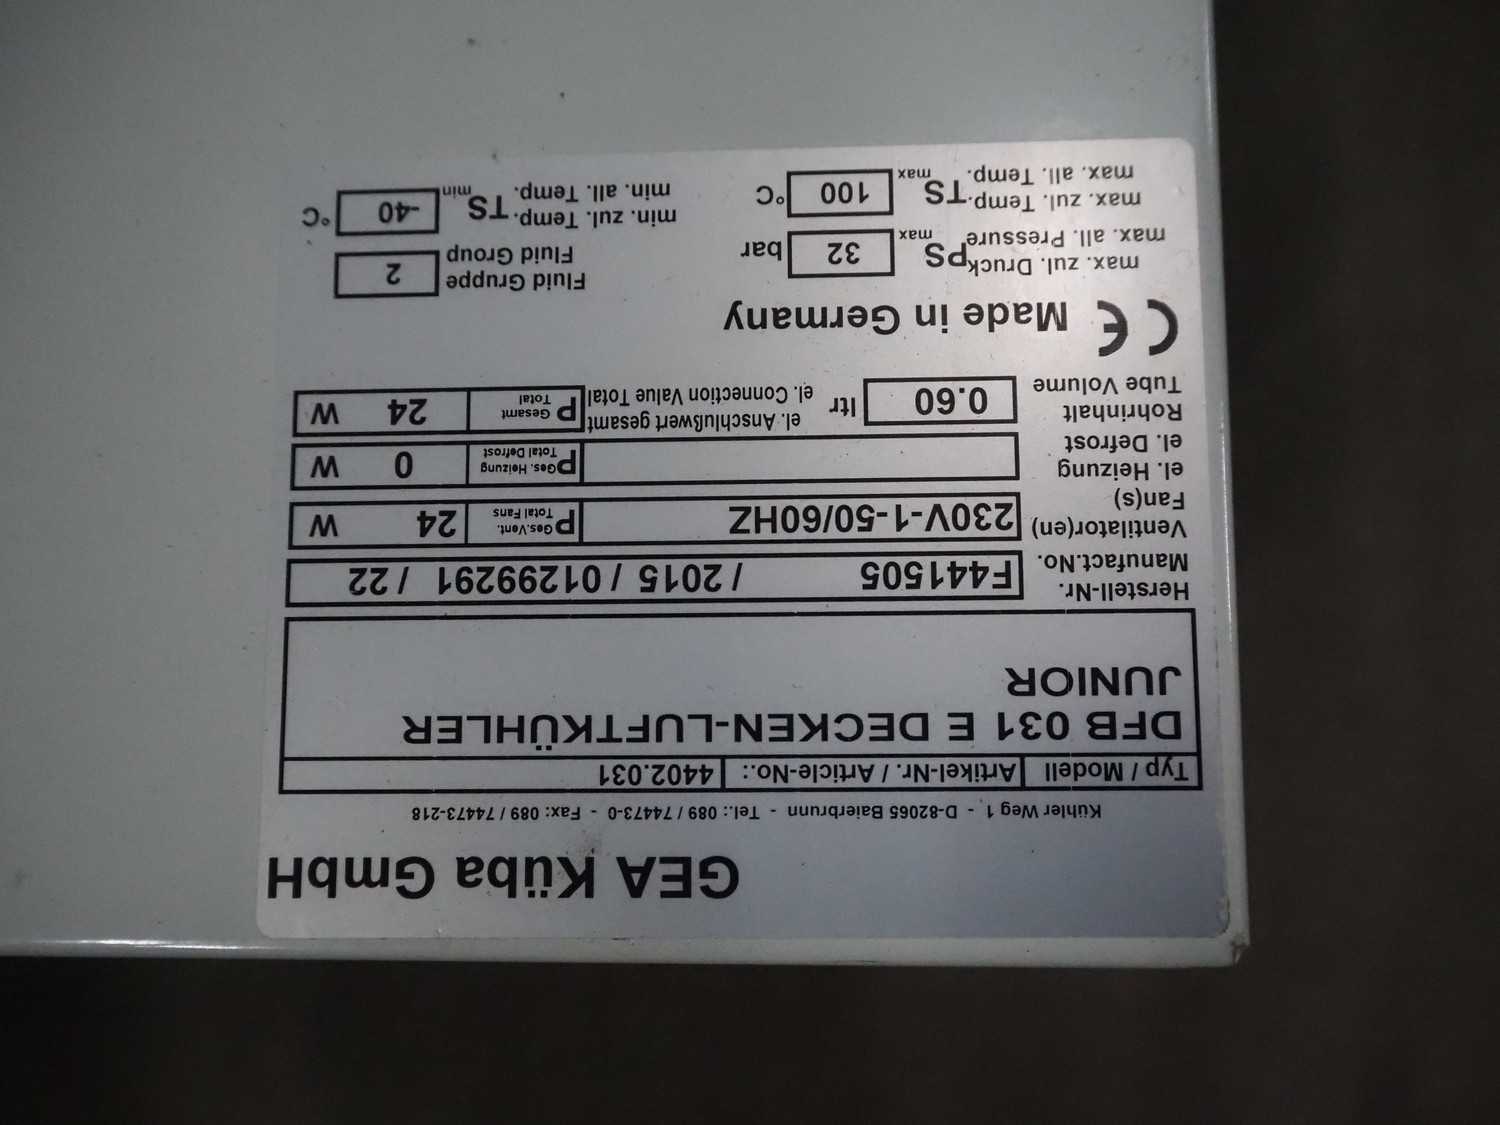 GEA Küba GmbH
Kühler Weg 1 - D-82065 Baierbrunn - Tel.: 089 / 74473-0 - Fax: 089 / 74473-218
Typ / Modell Artikel-Nr. / Article-No.: 4402.031
DFB 031 E DECKEN-LUFTKÜHLER
JUNIOR
Herstell-Nr. F441505 / 2015 / 01299291 / 22
Manufact.No.
Ventilator(en) 230V-1-50/60HZ P Ges.Vent. 24 W
Fan(s) Total Fans
el. Heizung P Ges. Heizung 0 W
el. Defrost Total Defrost
Rohrinhalt 0.60 ltr el. Anschlußwert gesamt P Gesamt 24 W
Tube Volume el. Connection Value Total Total
CE Made in Germany
max. zul. Druck PS max 32 bar Fluid Gruppe 2
max. all. Pressure Fluid Group
max. zul. Temp. TS max 100 °C min. zul. Temp. TS min -40 °C
max. all. Temp. min. all. Temp.